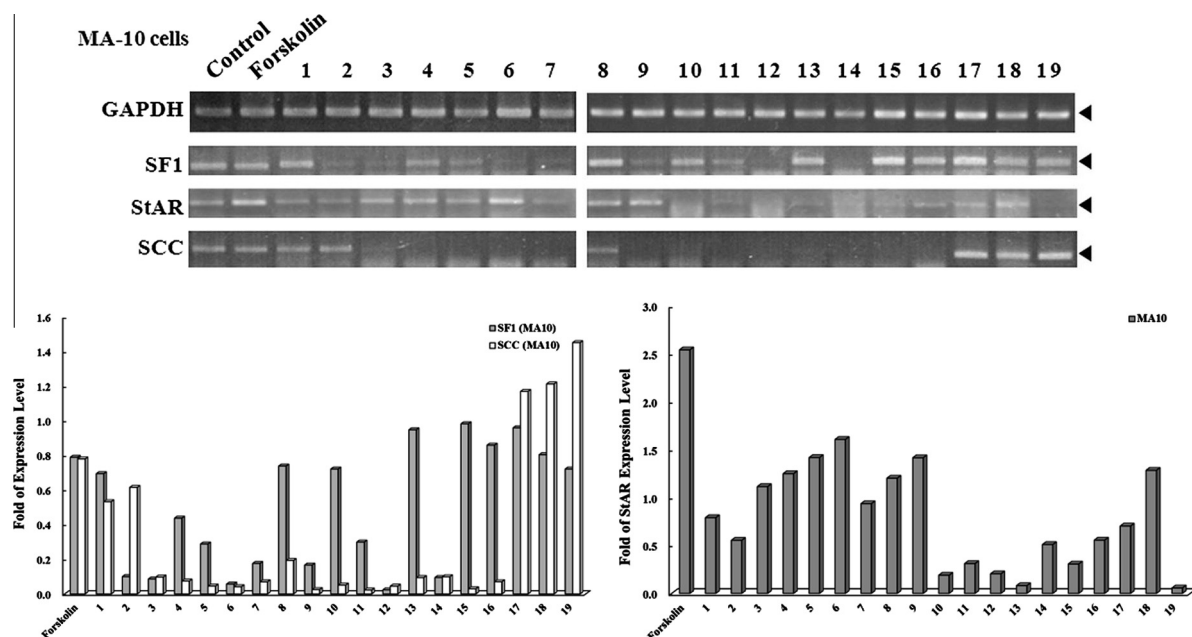 MA-10 cells
Control Forskolin 1 2 3 4 5 6 7 8 9 10 11 12 13 14 15 16 17 18 19
GAPDH
SF1
StAR
SCC
Fold of Expression Level
1.6
1.4
1.2
1.0
0.8
0.6
0.4
0.2
0.0
SF1 (MA10)
SCC (MA10)
Forskolin 1 2 3 4 5 6 7 8 9 10 11 12 13 14 15 16 17 18 19
Fold of StAR Expression Level
3.0
2.5
2.0
1.5
1.0
0.5
0.0
MA10
Forskolin 1 2 3 4 5 6 7 8 9 10 11 12 13 14 15 16 17 18 19